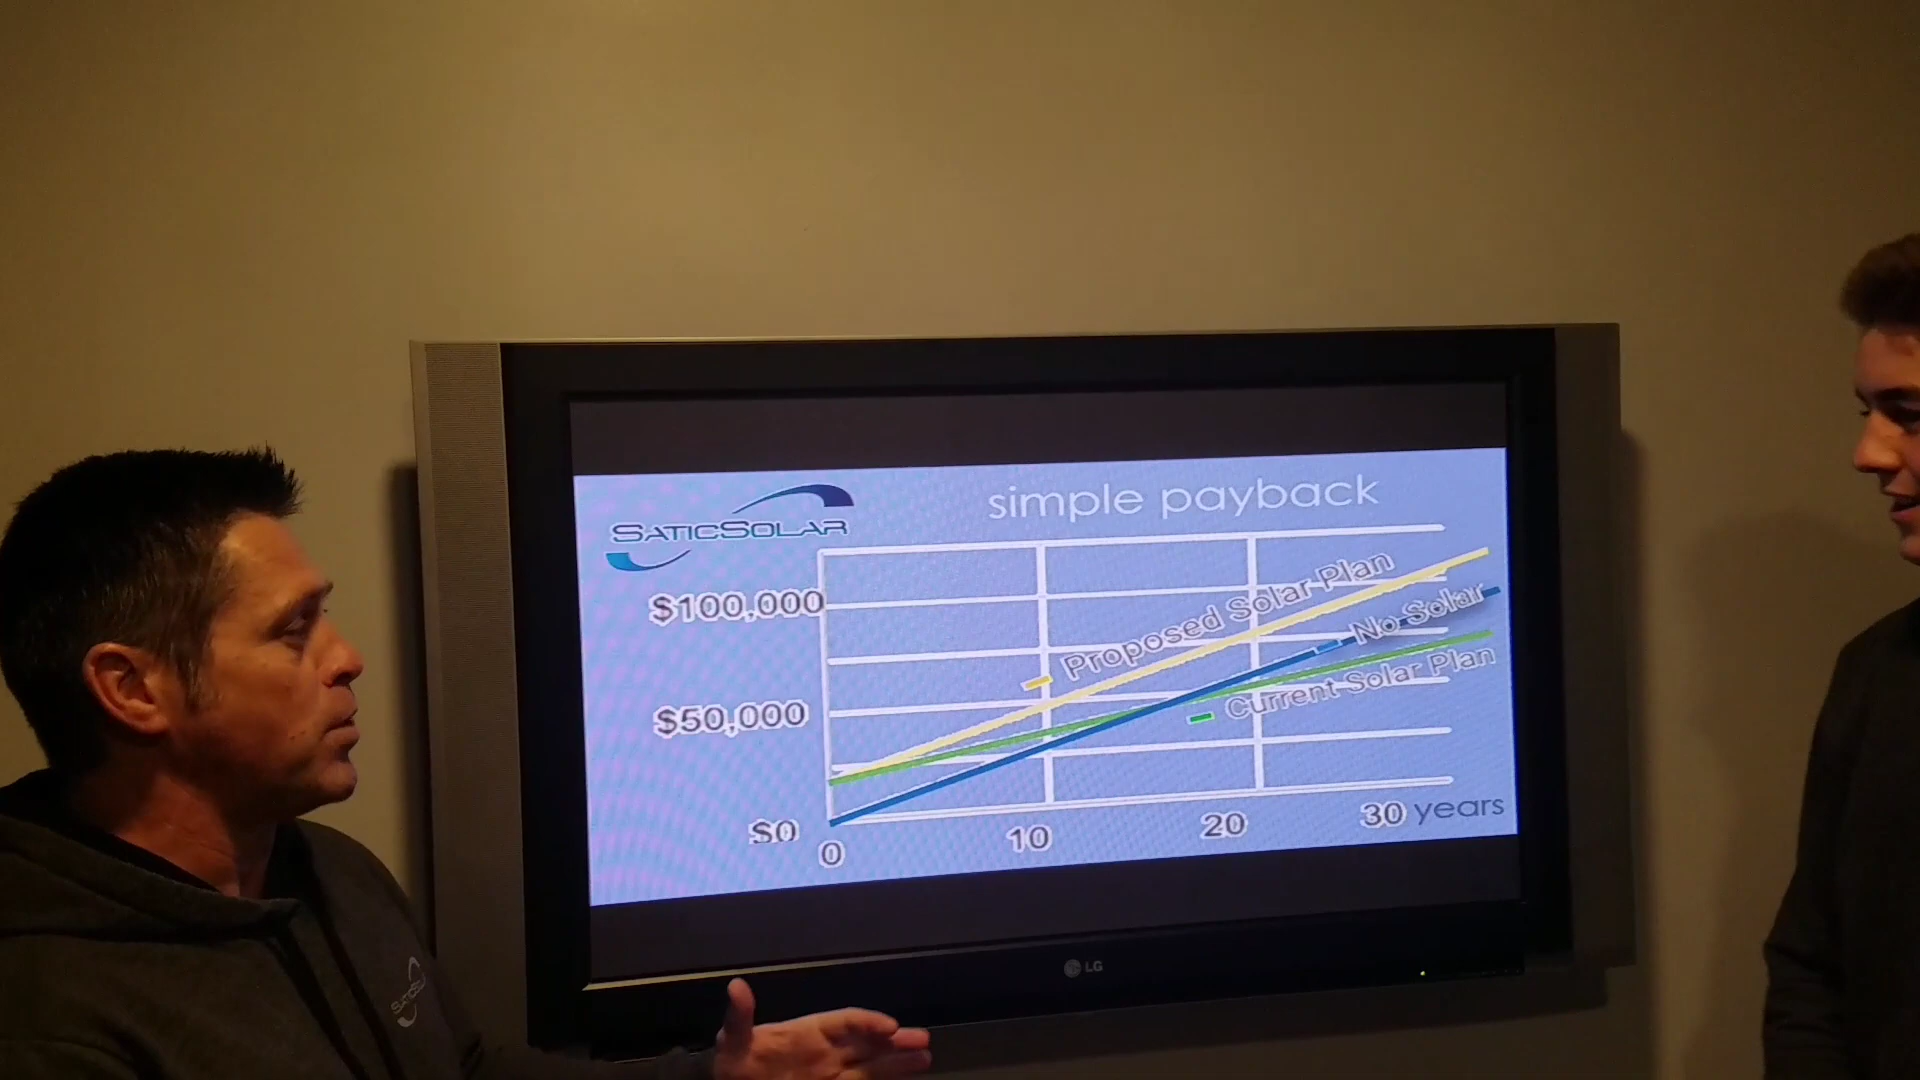 simple payback
SATICSOLAR
$100,000
Proposed Solar Plan
No Solar
Current Solar Plan
$50,000
$0
0
10
20
30 years
LG
SATICSOLAR